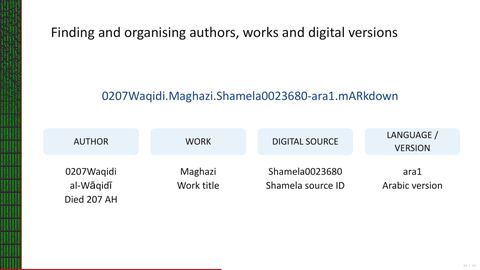 Finding and organising authors, works and digital versions
0207Waqidi.Maghazi.Shamela0023680-ara1.mARkdown
AUTHOR
0207Waqidi
al-Wāqidī
Died 207 AH
WORK
Maghazi
Work title
DIGITAL SOURCE
Shamela0023680
Shamela source ID
LANGUAGE /
VERSION
ara1
Arabic version